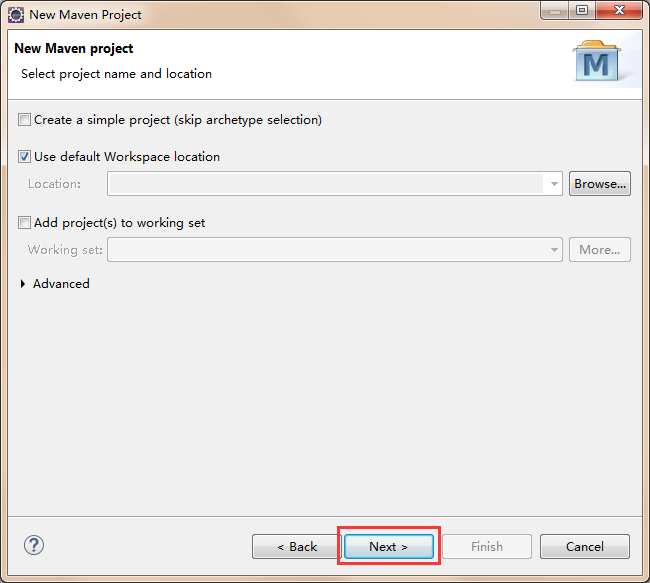 New Maven Project
New Maven project
Select project name and location
M
Create a simple project (skip archetype selection)
Use default Workspace location
Location:
Browse...
Add project(s) to working set
Working set:
More...
Advanced
?
< Back
Next >
Finish
Cancel